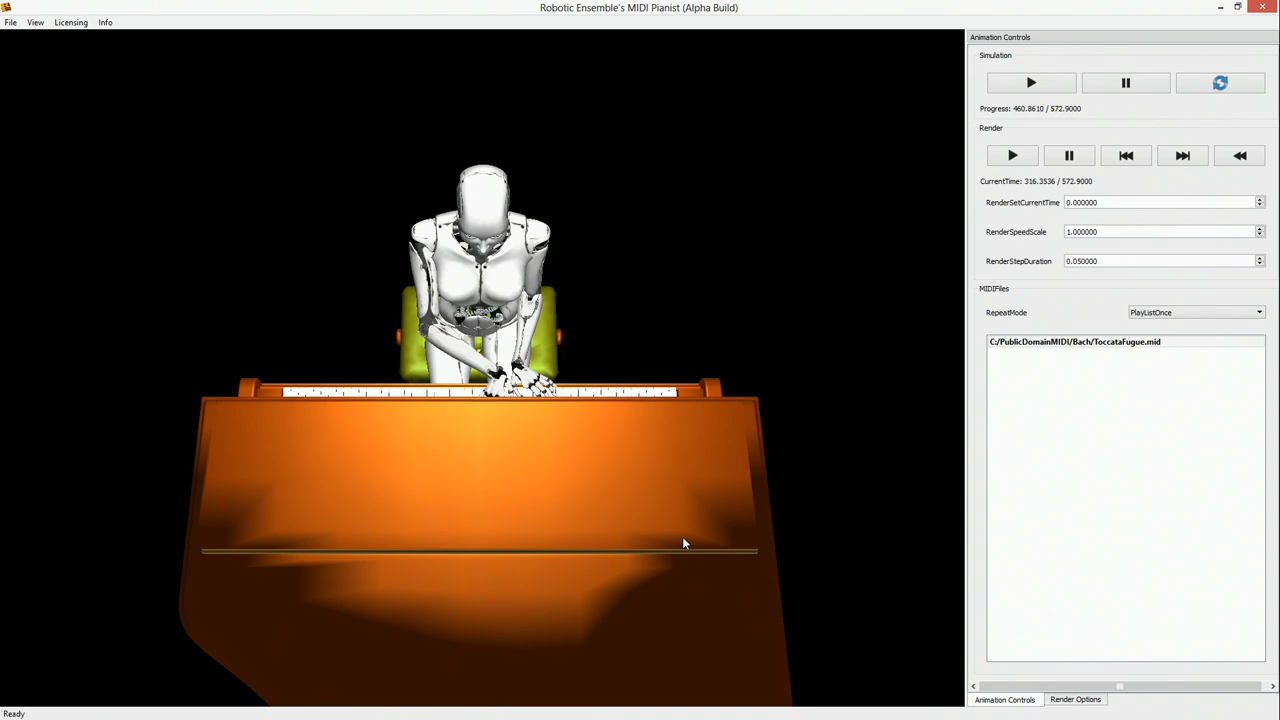 Robotic Ensemble's MIDI Pianist (Alpha Build)
File View Licensing Info
Animation Controls
Simulation
Progress: 460.8610 / 572.9000
Render
CurrentTime: 316.3536 / 572.9000
RenderSetCurrentTime 0.000000
RenderSpeedScale 1.000000
RenderStepDuration 0.050000
MIDIFiles
RepeatMode PlayListOnce
C:/PublicDomainMIDI/Bach/ToccataFugue.mid
Animation Controls Render Options
Ready